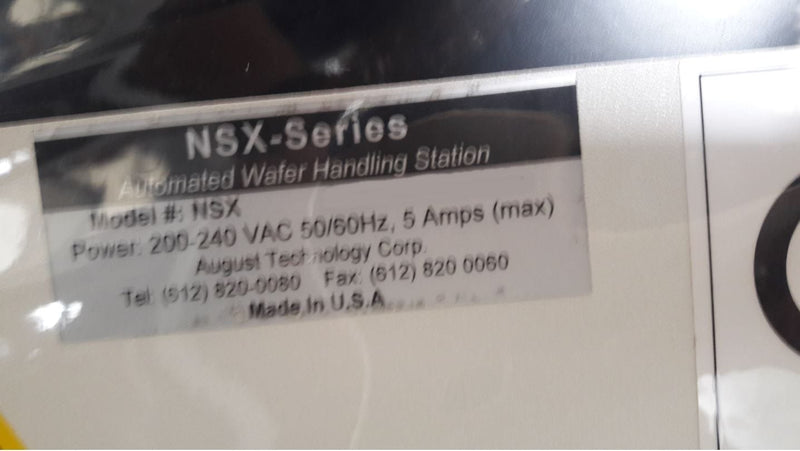 NSX-Series
Automated Wafer Handling Station
Model #: NSX
Power: 200-240 VAC 50/60Hz, 5 Amps (max)
August Technology Corp.
Tel: (612) 820-0080 Fax: (612) 820 0060
Made In U.S.A